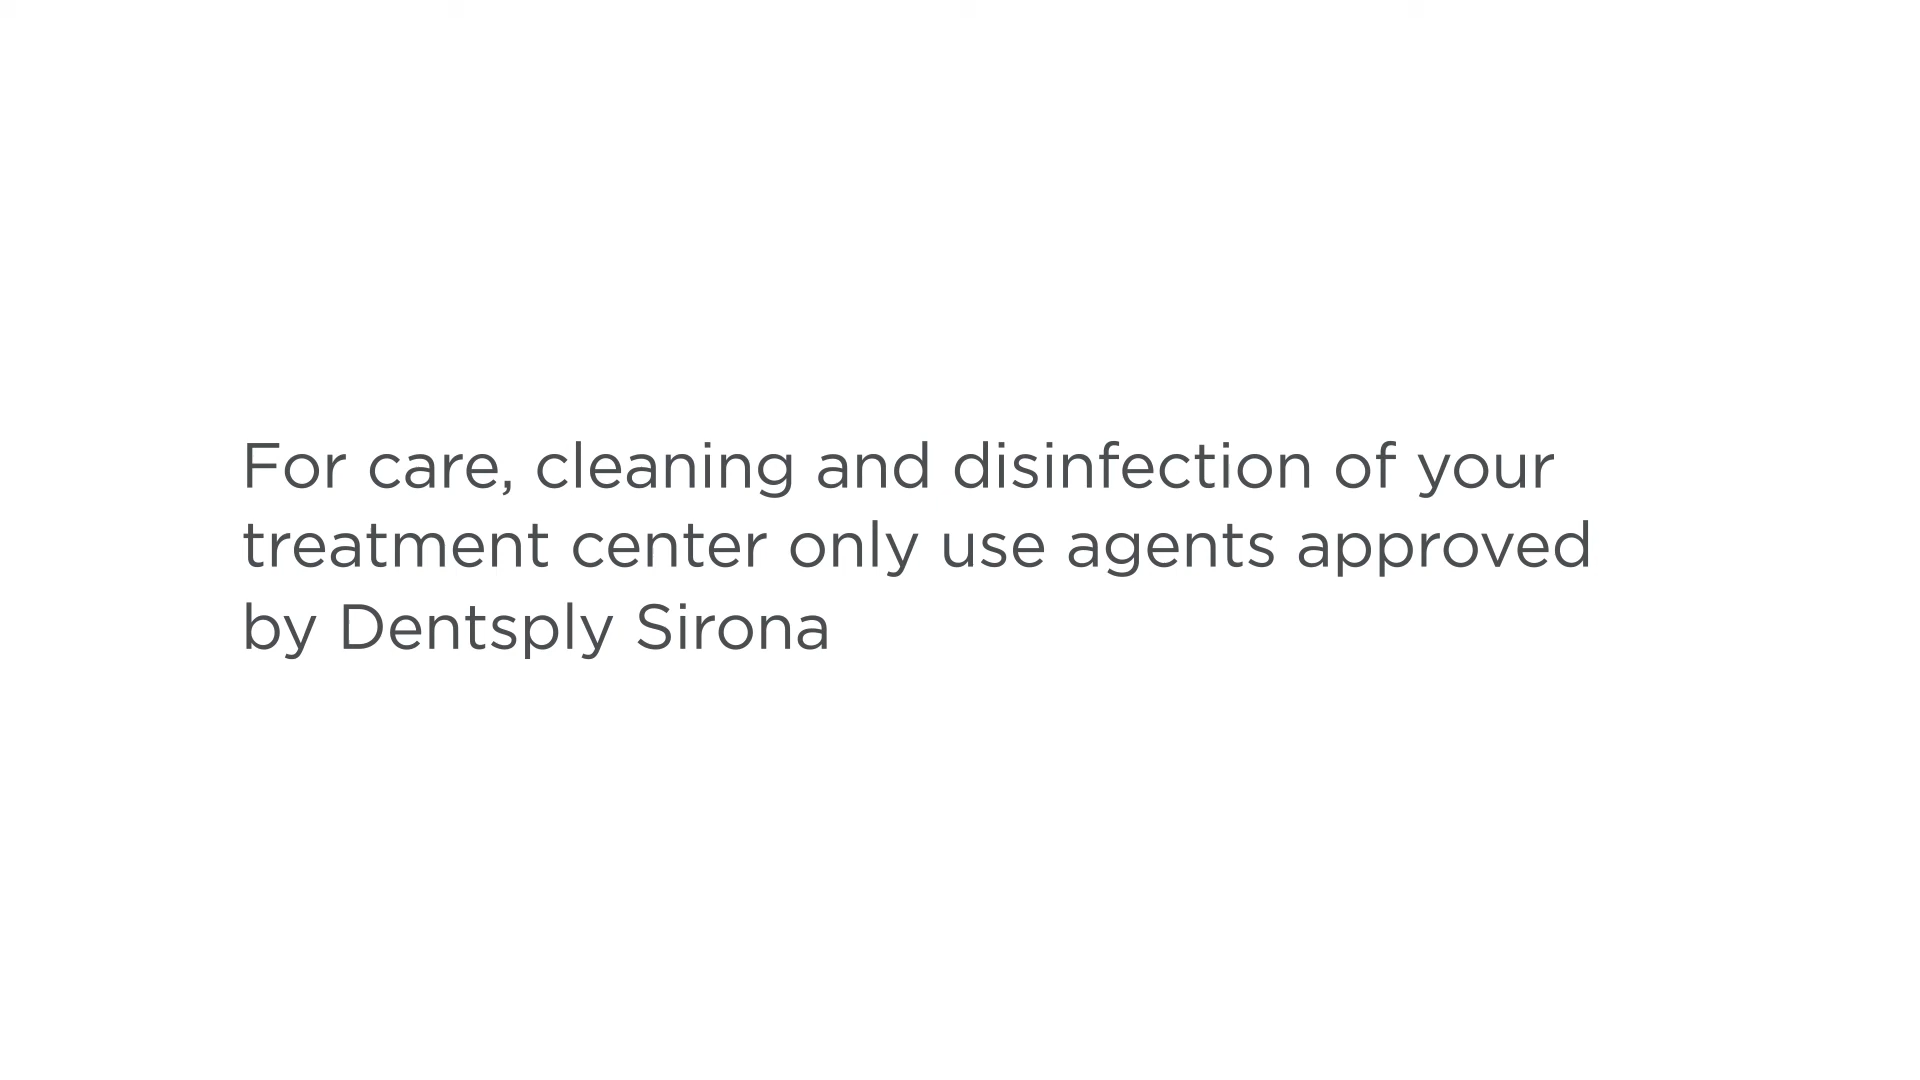 For care, cleaning and disinfection of your
treatment center only use agents approved
by Dentsply Sirona